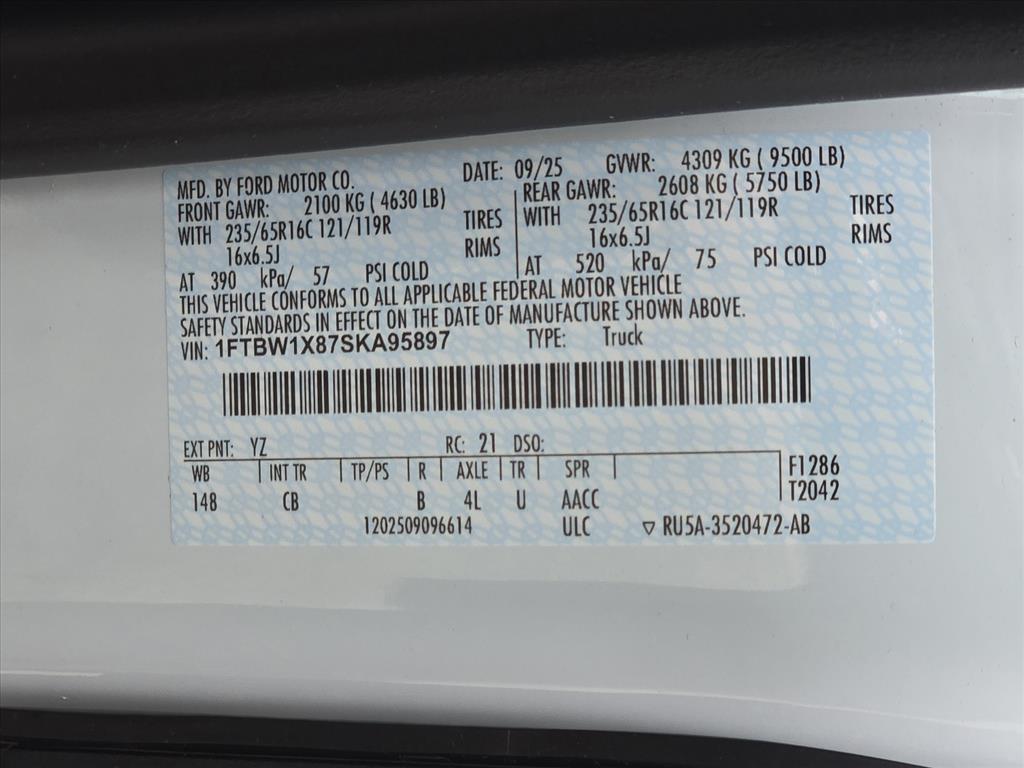 MFD. BY FORD MOTOR CO. DATE: 09/25 GVWR: 4309 KG ( 9500 LB)
FRONT GAWR: 2100 KG ( 4630 LB) REAR GAWR: 2608 KG ( 5750 LB)
WITH 235/65R16C 121/119R TIRES WITH 235/65R16C 121/119R TIRES
16x6.5J RIMS 16x6.5J RIMS
AT 390 kPa/ 57 PSI COLD AT 520 kPa/ 75 PSI COLD
THIS VEHICLE CONFORMS TO ALL APPLICABLE FEDERAL MOTOR VEHICLE
SAFETY STANDARDS IN EFFECT ON THE DATE OF MANUFACTURE SHOWN ABOVE.
VIN: 1FTBW1X87SKA95897 TYPE: Truck
EXT PNT: YZ RC: 21 DSO:
WB INT TR TP/PS R AXLE TR SPR F1286
148 CB B 4L U AACC T2042
1202509096614 ULC ▽ RU5A-3520472-AB